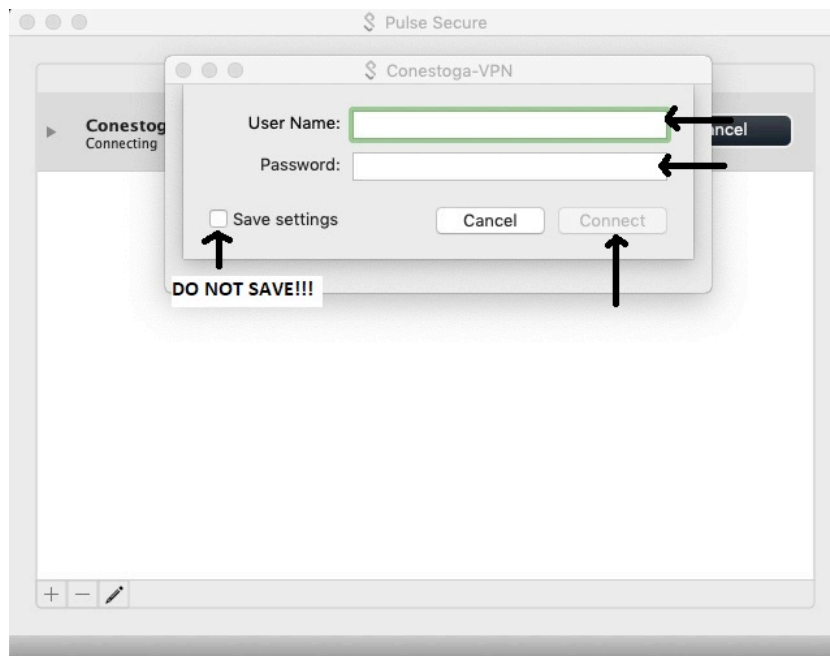 Pulse Secure
Conestoga-VPN
Conestog
Connecting
User Name:
ncel
Password:
Save settings
Cancel
Connect
DO NOT SAVE!!!